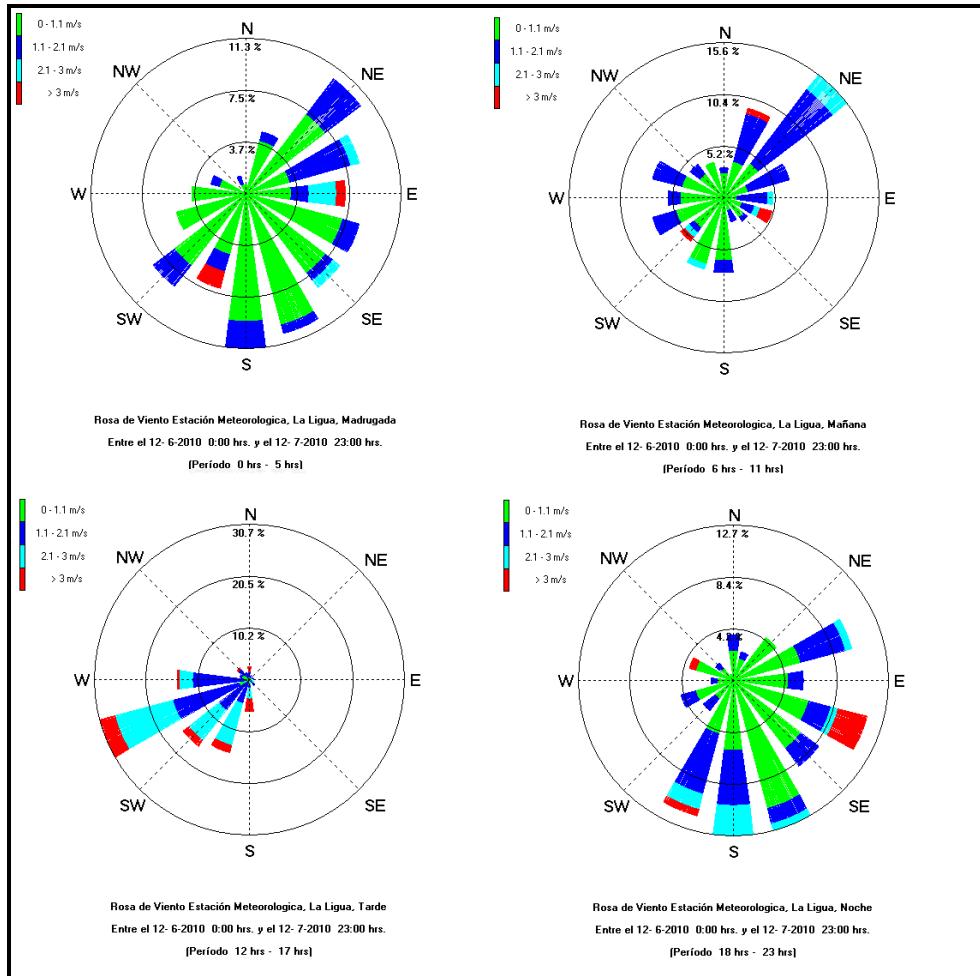 0 - 1.1 m/s
1.1 - 2.1 m/s
2.1 - 3 m/s
> 3 m/s
N
11.3 %
NW
NE
7.5 %
3.7 %
W
E
SW
SE
S
Rosa de Viento Estación Meteorologica, La Ligua, Madrugada
Entre el 12- 6-2010 0:00 hrs. y el 12- 7-2010 23:00 hrs.
(Período 0 hrs - 5 hrs)
0 - 1.1 m/s
1.1 - 2.1 m/s
2.1 - 3 m/s
> 3 m/s
N
15.6 %
NW
NE
10.4 %
5.2 %
W
E
SW
SE
S
Rosa de Viento Estación Meteorologica, La Ligua, Mañana
Entre el 12- 6-2010 0:00 hrs. y el 12- 7-2010 23:00 hrs.
(Período 6 hrs - 11 hrs)
0 - 1.1 m/s
1.1 - 2.1 m/s
2.1 - 3 m/s
> 3 m/s
N
30.7 %
NW
NE
20.5 %
10.2 %
W
E
SW
SE
S
Rosa de Viento Estación Meteorologica, La Ligua, Tarde
Entre el 12- 6-2010 0:00 hrs. y el 12- 7-2010 23:00 hrs.
(Período 12 hrs - 17 hrs)
0 - 1.1 m/s
1.1 - 2.1 m/s
2.1 - 3 m/s
> 3 m/s
N
12.7 %
NW
NE
8.4 %
W
E
SW
SE
S
Rosa de Viento Estación Meteorologica, La Ligua, Noche
Entre el 12- 6-2010 0:00 hrs. y el 12- 7-2010 23:00 hrs.
(Período 18 hrs - 23 hrs)